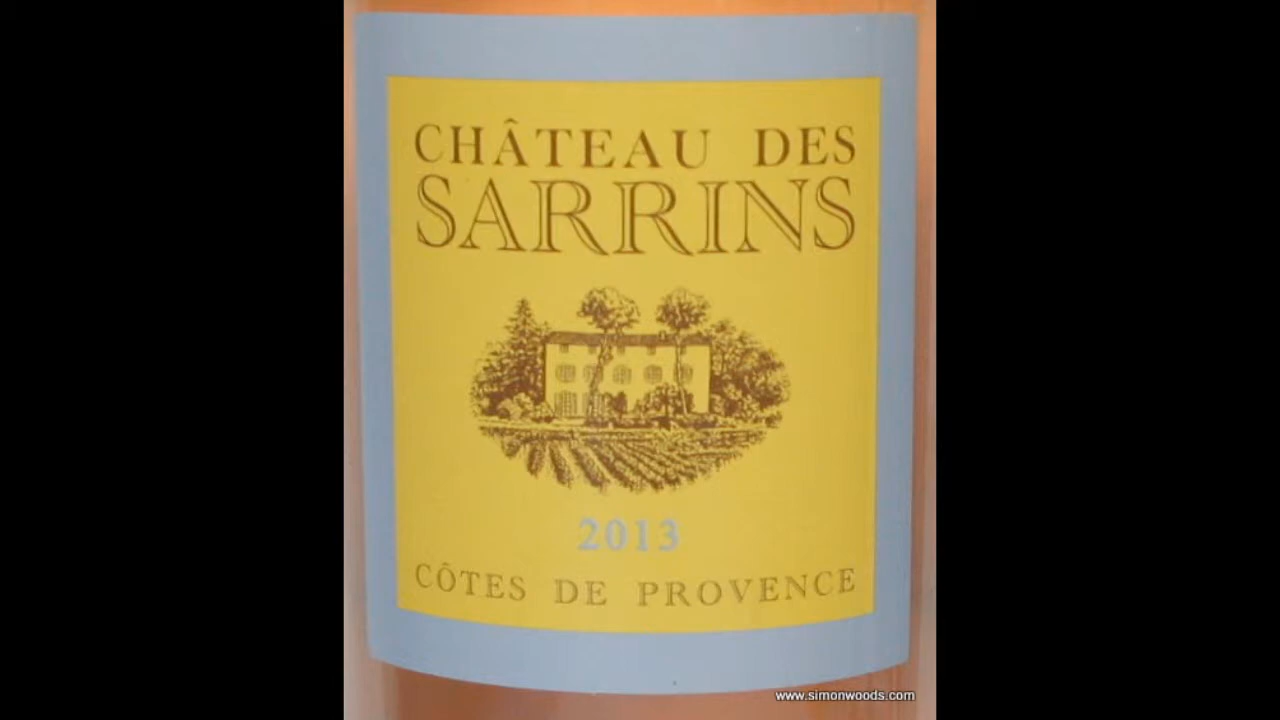 CHÂTEAU DES
SARRINS
2013
CÔTES DE PROVENCE
www.simonwoods.com